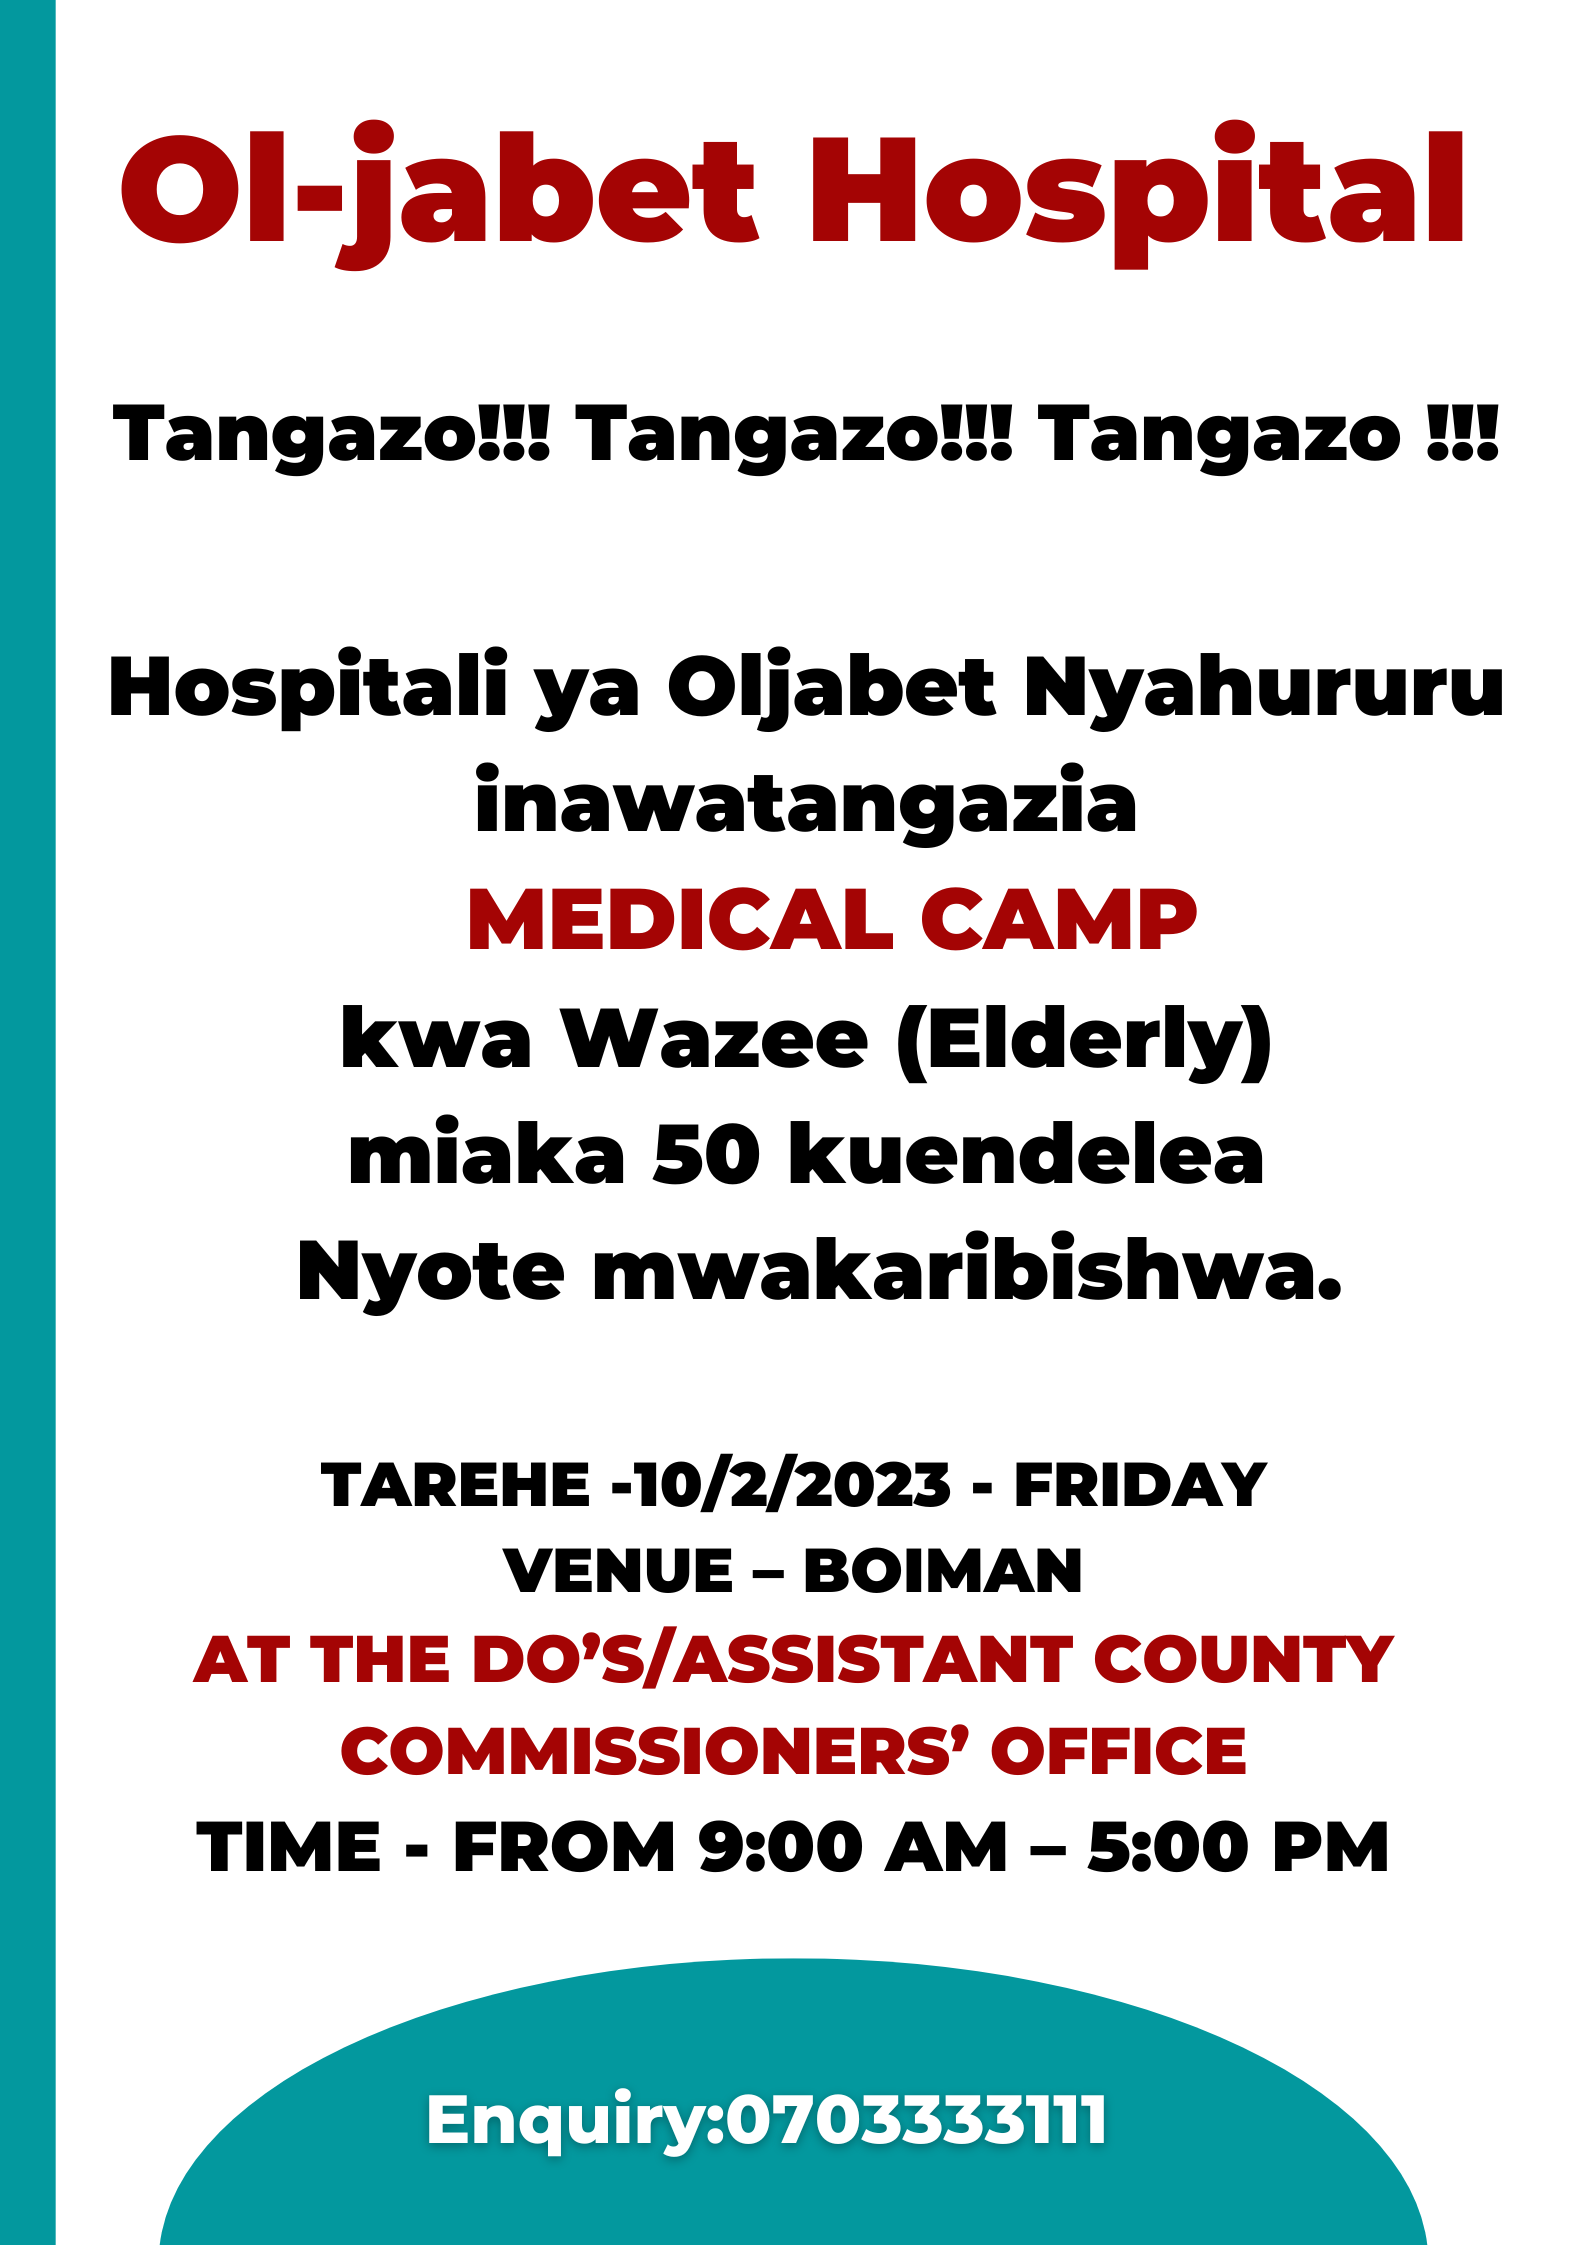 Ol-jabet Hospital
Tangazo!!! Tangazo!!! Tangazo !!!
Hospitali ya Oljabet Nyahururu
inawatangazia
MEDICAL CAMP
kwa Wazee (Elderly)
miaka 50 kuendelea
Nyote mwakaribishwa.
TAREHE -10/2/2023 - FRIDAY
VENUE – BOIMAN
AT THE DO’S/ASSISTANT COUNTY
COMMISSIONERS’ OFFICE
TIME - FROM 9:00 AM – 5:00 PM
Enquiry:0703333111